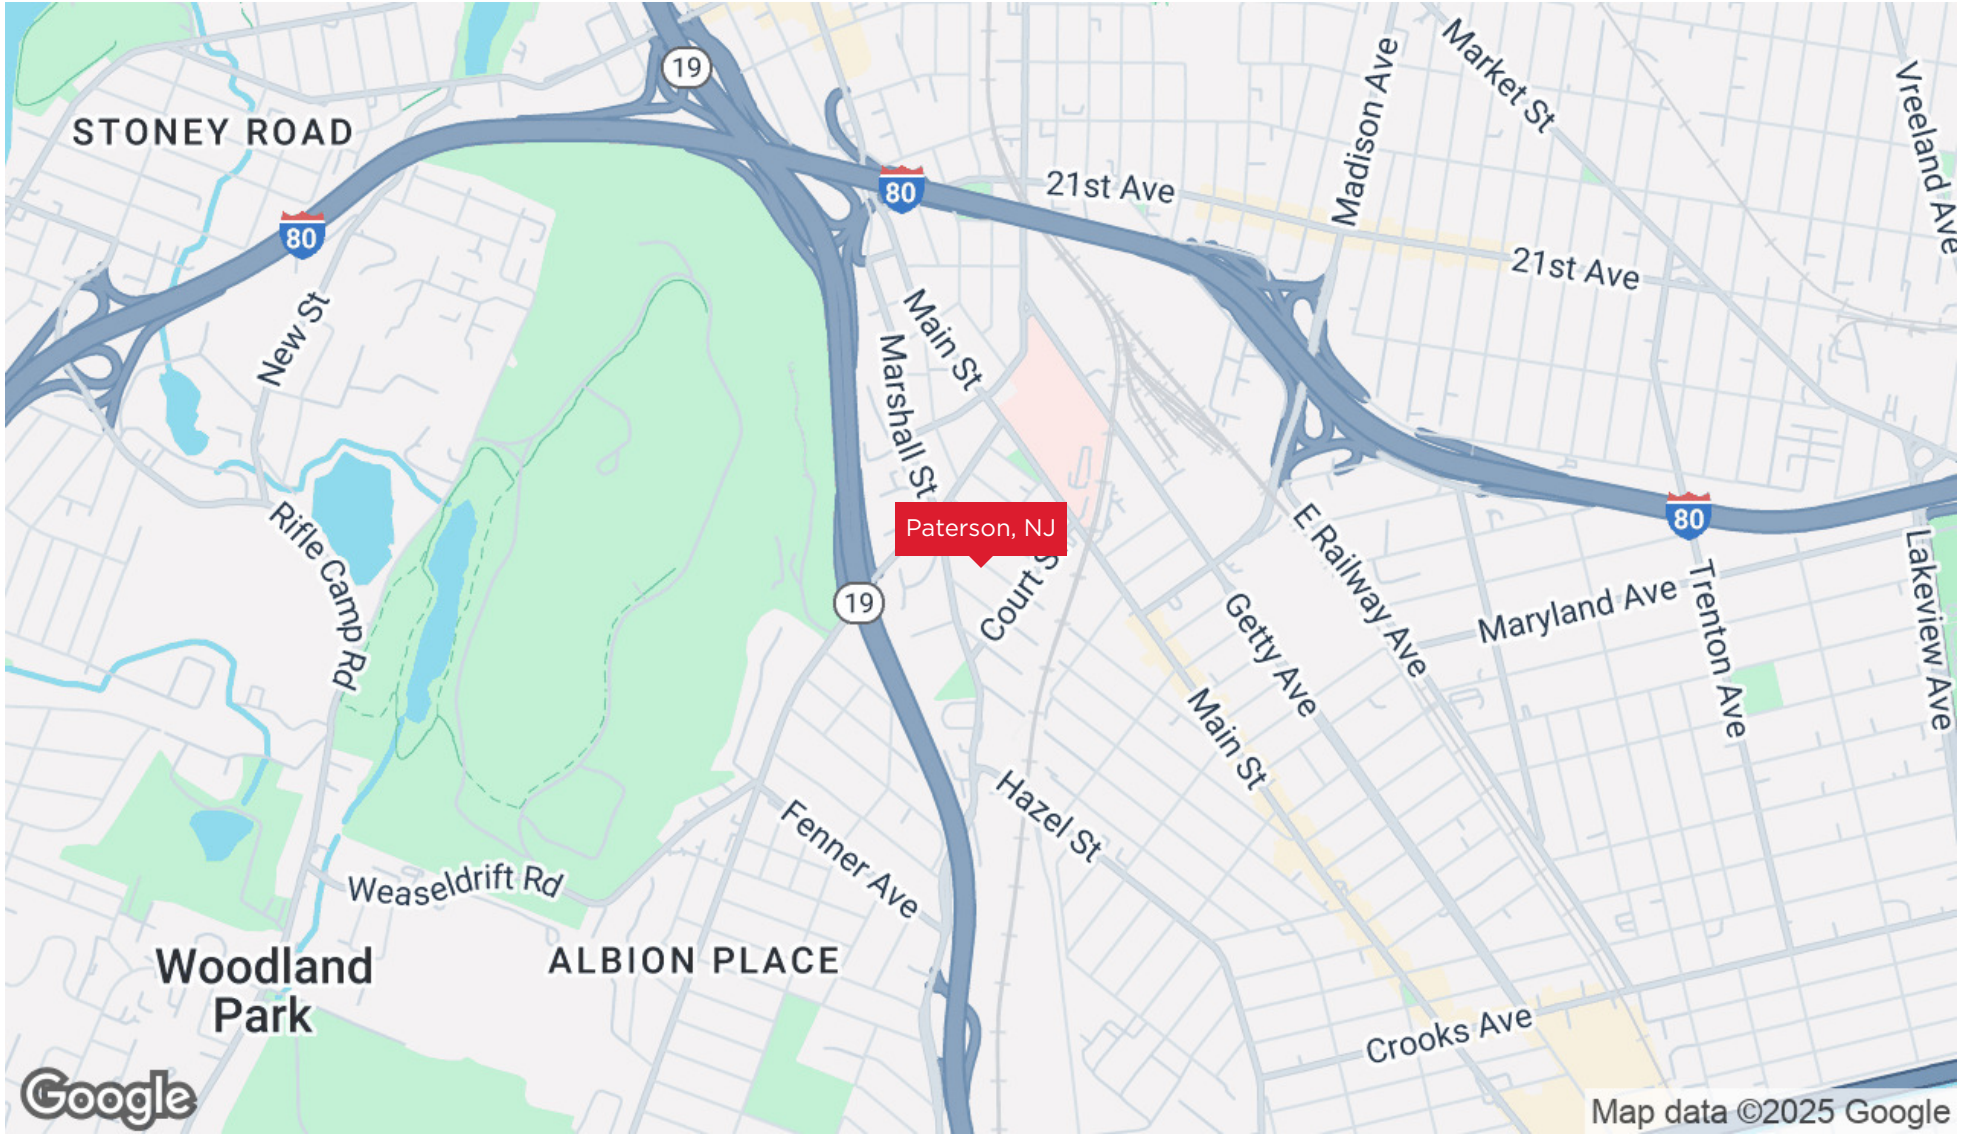 19
Market St
Madison Ave
Vreeland Ave
STONEY ROAD
80
21st Ave
80
21st Ave
New St
Main St
Marshall St
80
Paterson, NJ
Rifle Camp Rd
E Railway Ave
Court S
19
Getty Ave
Maryland Ave
Trenton Ave
Lakeview Ave
Main St
Hazel St
Fenner Ave
Weaseldrift Rd
ALBION PLACE
Woodland
Park
Crooks Ave
Google
Map data ©2025 Google